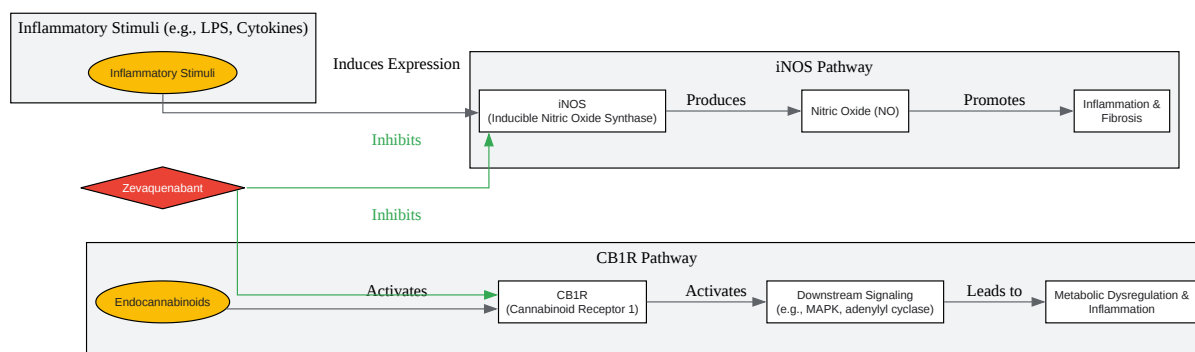 Inflammatory Stimuli (e.g., LPS, Cytokines)
Inflammatory Stimuli
Induces Expression
iNOS Pathway
iNOS
(Inducible Nitric Oxide Synthase)
Produces
Nitric Oxide (NO)
Promotes
Inflammation &
Fibrosis
Inhibits
Zevaquenabant
Inhibits
CB1R Pathway
Endocannabinoids
Activates
CB1R
(Cannabinoid Receptor 1)
Activates
Downstream Signaling
(e.g., MAPK, adenylyl cyclase)
Leads to
Metabolic Dysregulation &
Inflammation